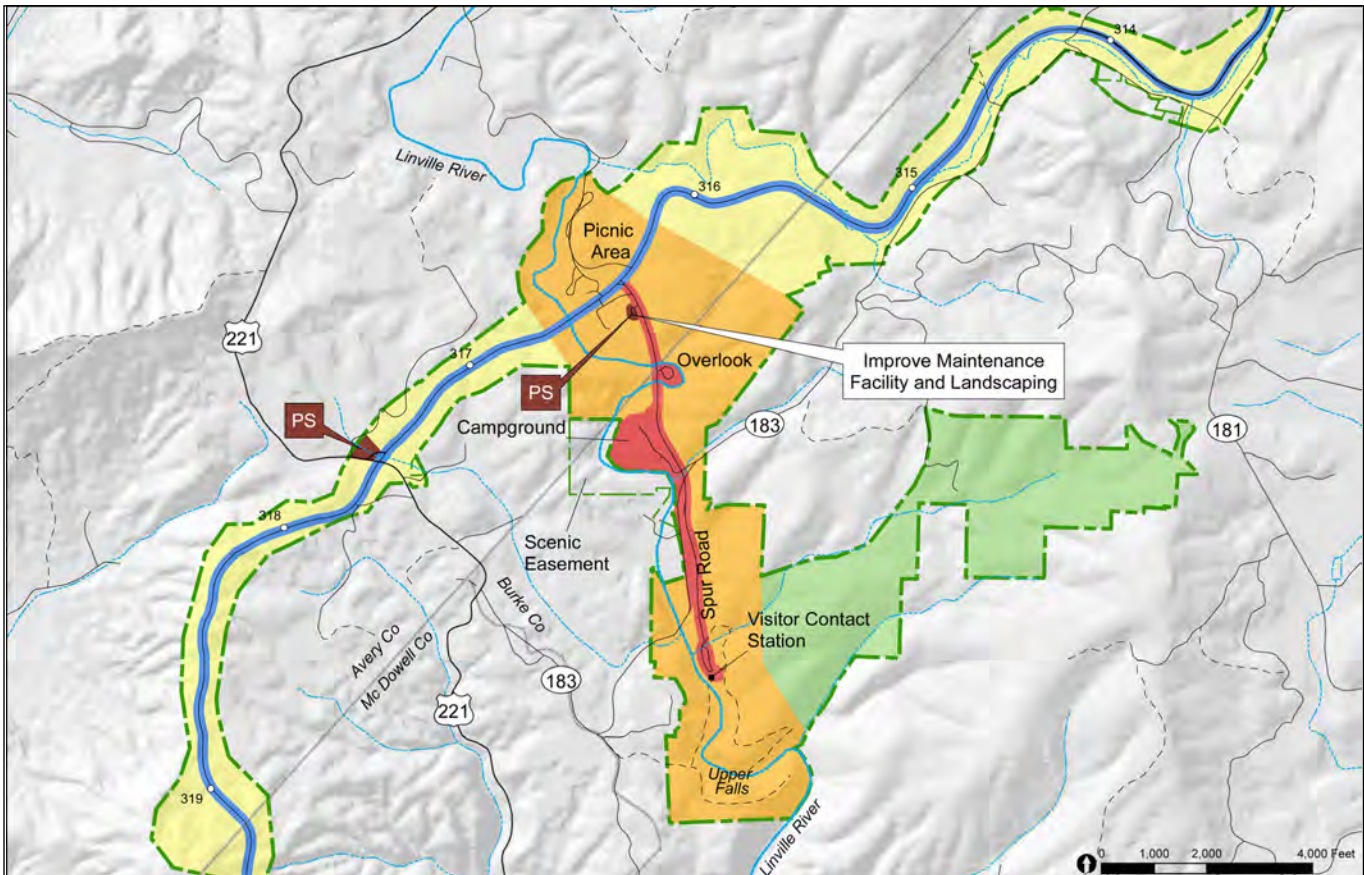 314
Linville River
316
315
Picnic
Area
221
317
Overlook
Improve Maintenance
Facility and Landscaping
PS
PS
Campground
183
181
318
Scenic
Easement
Spur Road
Burke Co
Visitor Contact
Station
Avery Co
Mc Dowell Co
183
221
Upper
Falls
319
Linville River
0 1,000 2,000 4,000 Feet